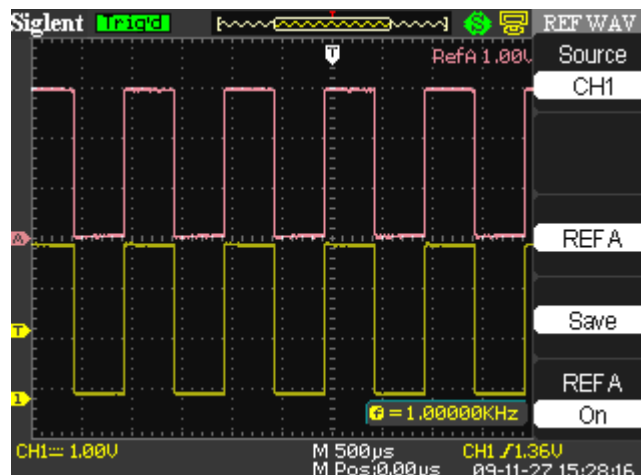 Siglent Trig'd T S REF WAV
T RefA 1.00V
Source
CH1
A
REF A
T
Save
1
REF A
On
f = 1.00000KHz
CH1 1.00V M 500µs CH1 1.36V
M Pos:0.00µs 09-11-27 15:28:16